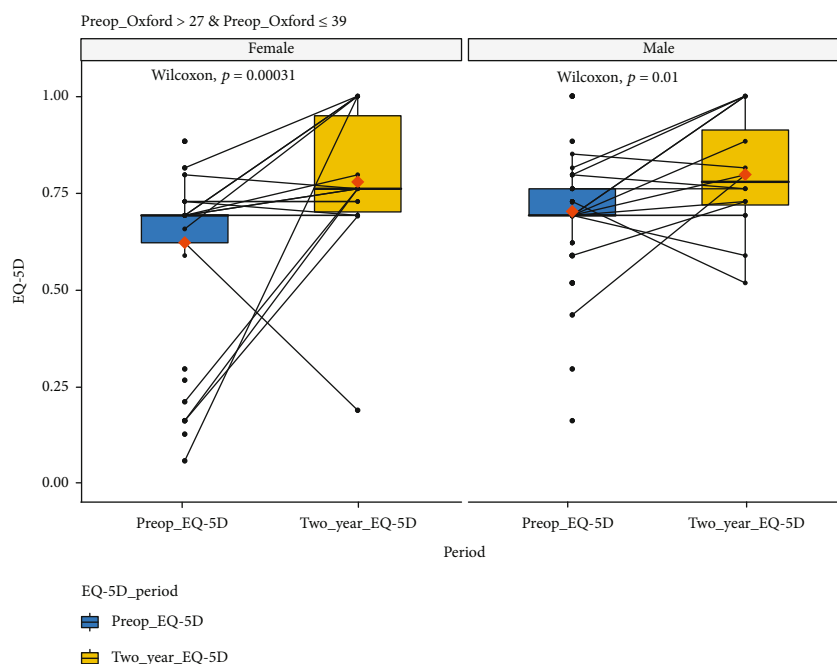 Preop_Oxford > 27 & Preop_Oxford ≤ 39
Female
Male
Wilcoxon, p = 0.00031
Wilcoxon, p = 0.01
1.00
0.75
0.50
0.25
0.00
EQ-5D
Preop_EQ-5D
Two_year_EQ-5D
Preop_EQ-5D
Two_year_EQ-5D
Period
EQ-5D_period
Preop_EQ-5D
Two_year_EQ-5D